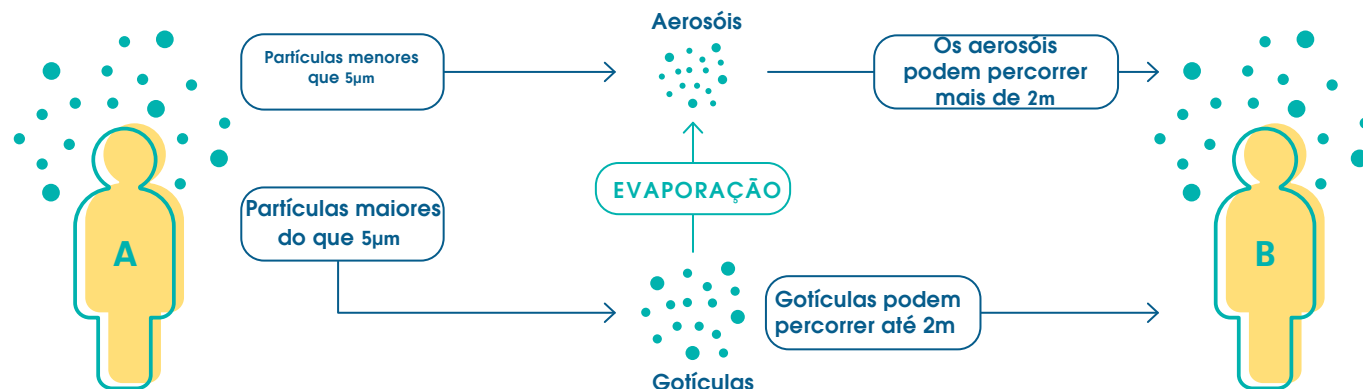 Aerosóis
Partículas menores
que 5µm
Os aerosóis
podem percorrer
mais de 2m
EVAPORAÇÃO
Partículas maiores
do que 5µm
A
B
Gotículas podem
percorrer até 2m
Gotículas